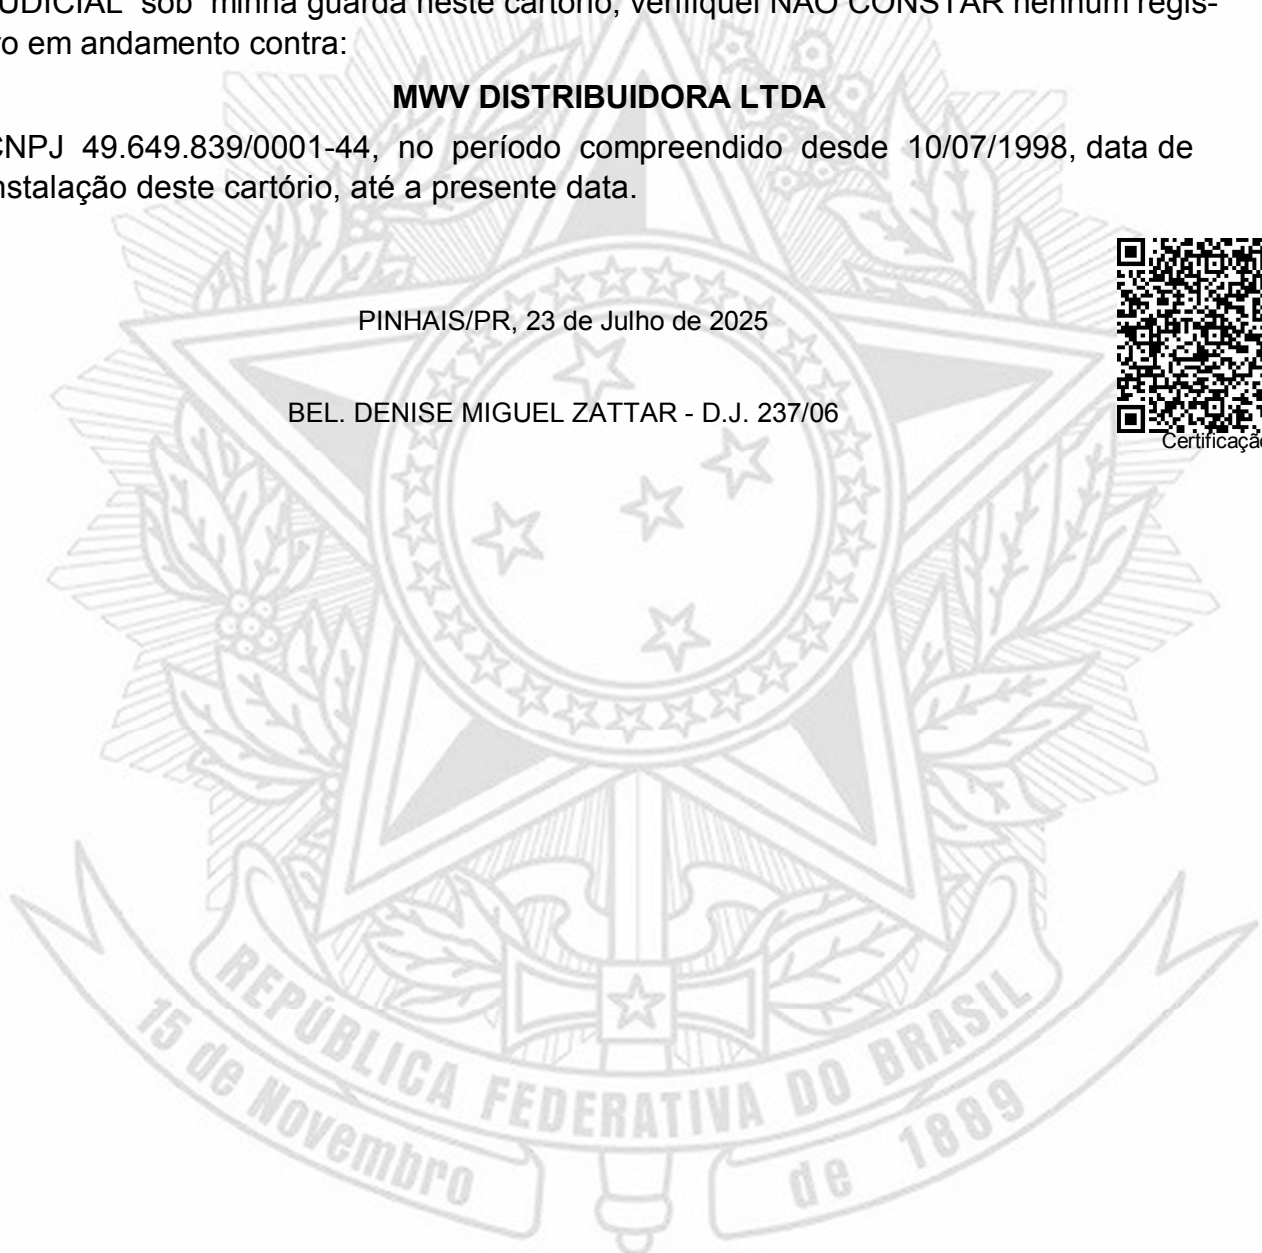 UDICIAL sob minha guarda neste cartório, verifiquei NÃO CONSTAR nenhum regis-
ro em andamento contra:
MWV DISTRIBUIDORA LTDA
CNPJ 49.649.839/0001-44, no período compreendido desde 10/07/1998, data de
nstalação deste cartório, até a presente data.
PINHAIS/PR, 23 de Julho de 2025
BEL. DENISE MIGUEL ZATTAR - D.J. 237/06
Certificação
REPÚBLICA FEDERATIVA DO BRASIL
15 de Novembro de 1889